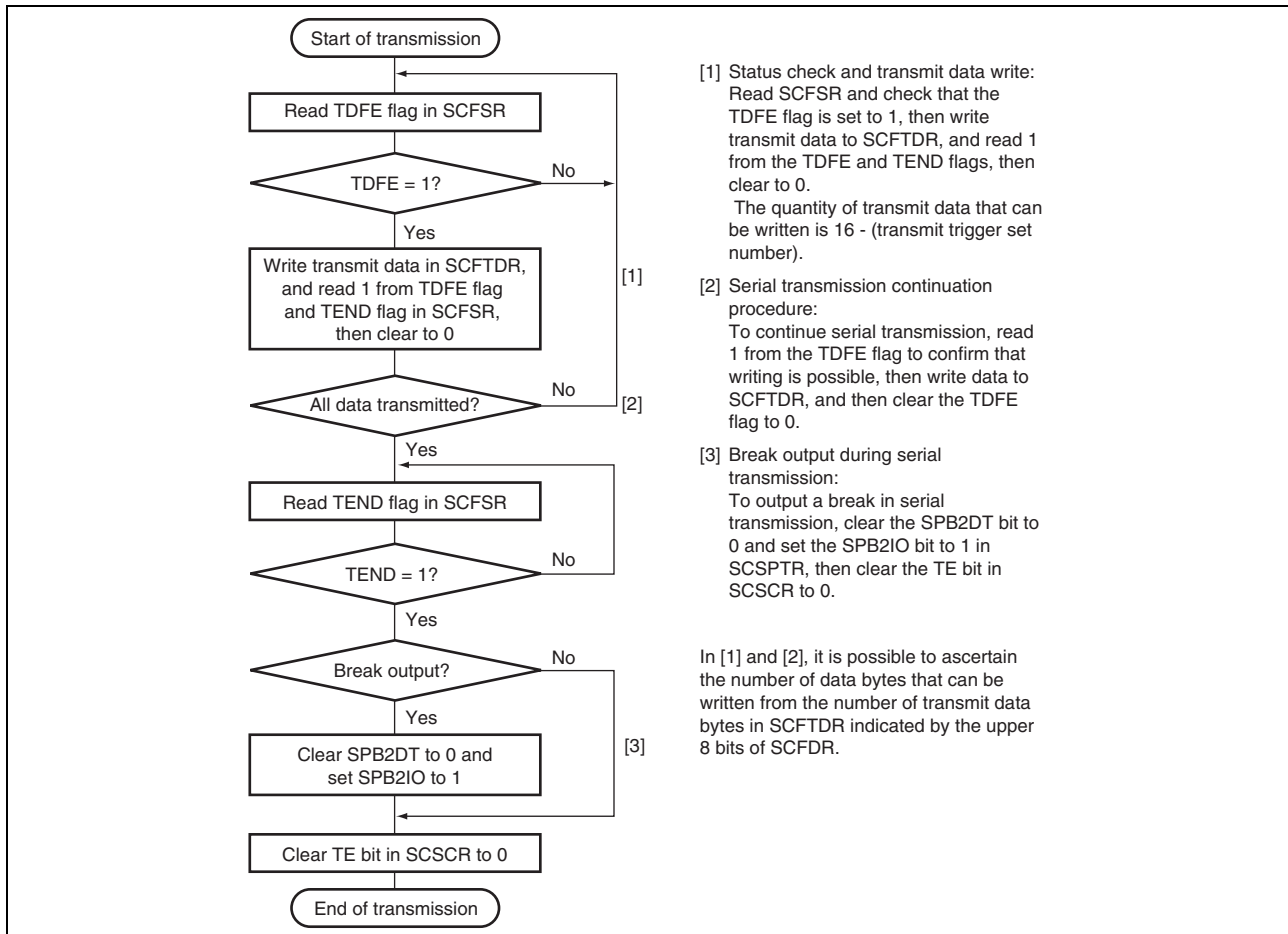 Start of transmission
Read TDFE flag in SCFSR
TDFE = 1?
No
Yes
Write transmit data in SCFTDR,
and read 1 from TDFE flag
and TEND flag in SCFSR,
then clear to 0
[1]
All data transmitted?
No
[2]
Yes
Read TEND flag in SCFSR
TEND = 1?
No
Yes
Break output?
No
Yes
Clear SPB2DT to 0 and
set SPB2IO to 1
[3]
Clear TE bit in SCSCR to 0
End of transmission
[1] Status check and transmit data write:
Read SCFSR and check that the
TDFE flag is set to 1, then write
transmit data to SCFTDR, and read 1
from the TDFE and TEND flags, then
clear to 0.
The quantity of transmit data that can
be written is 16 - (transmit trigger set
number).
[2] Serial transmission continuation
procedure:
To continue serial transmission, read
1 from the TDFE flag to confirm that
writing is possible, then write data to
SCFTDR, and then clear the TDFE
flag to 0.
[3] Break output during serial
transmission:
To output a break in serial
transmission, clear the SPB2DT bit to
0 and set the SPB2IO bit to 1 in
SCSPTR, then clear the TE bit in
SCSCR to 0.
In [1] and [2], it is possible to ascertain
the number of data bytes that can be
written from the number of transmit data
bytes in SCFTDR indicated by the upper
8 bits of SCFDR.